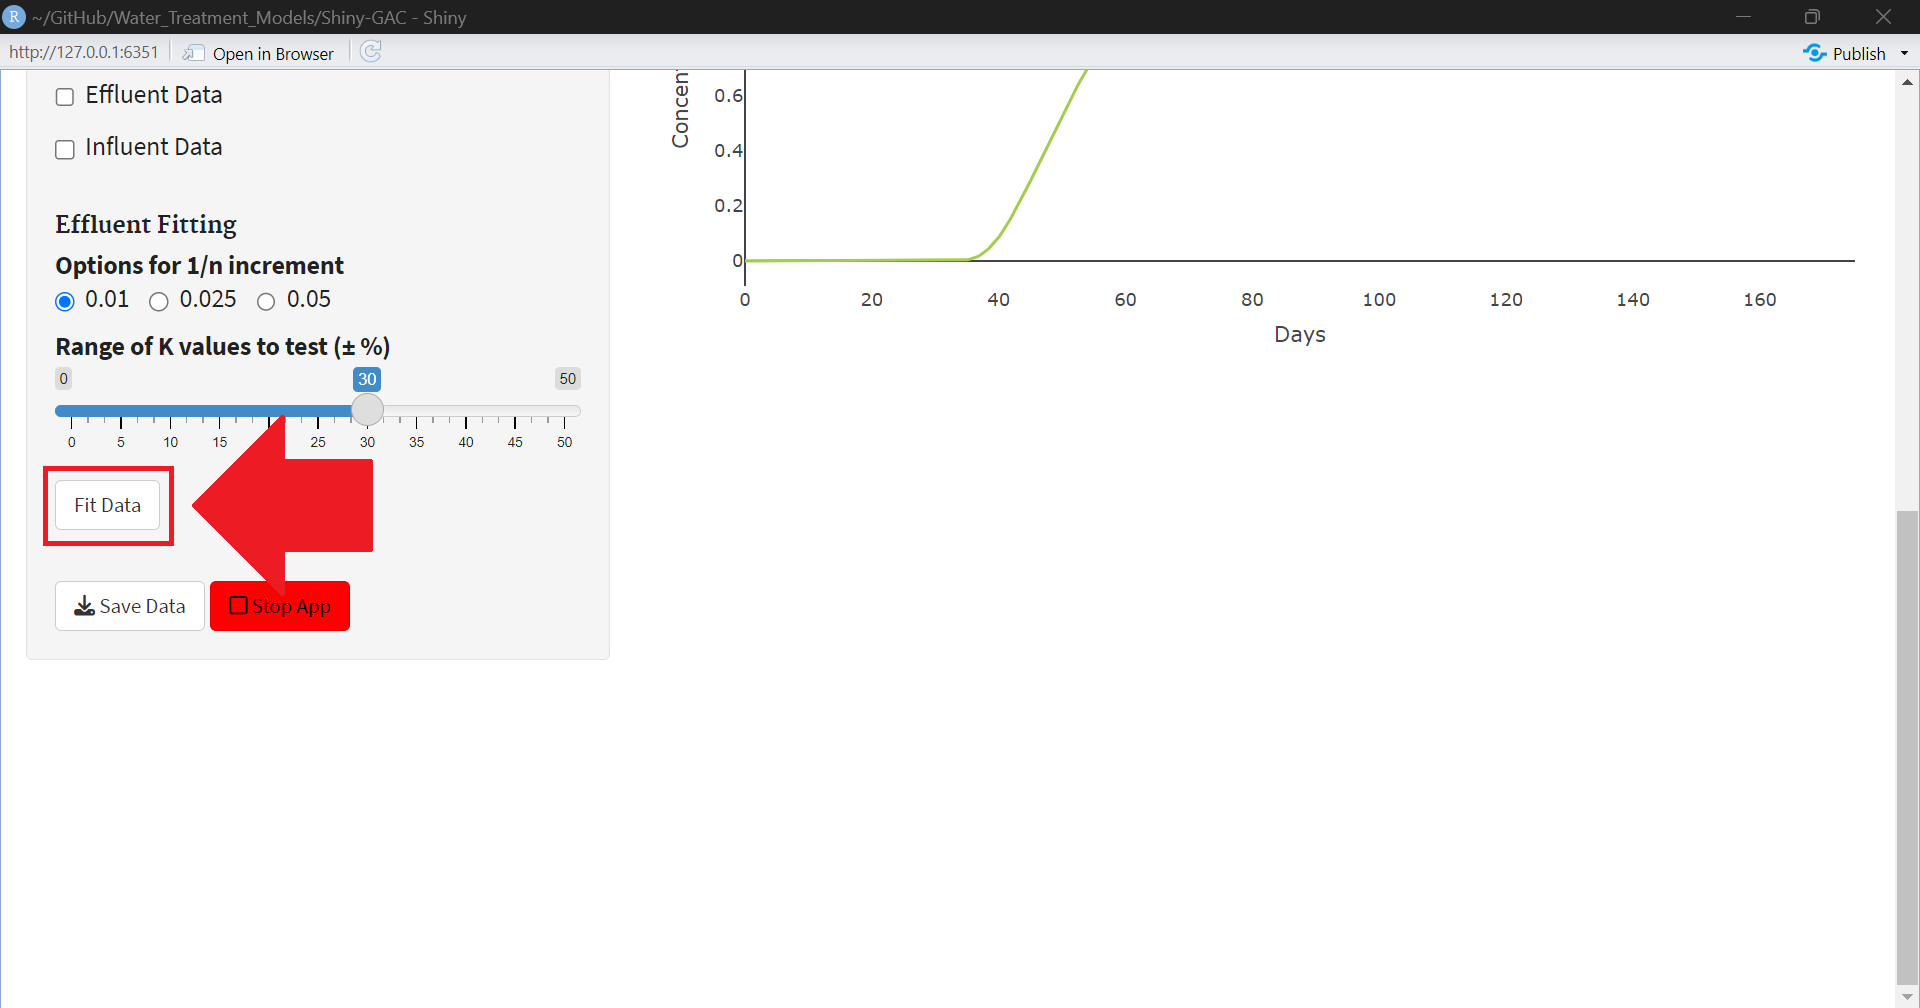 R ~/GitHub/Water_Treatment_Models/Shiny-GAC - Shiny
http://127.0.0.1:6351 Open in Browser Publish
Effluent Data
Influent Data
Effluent Fitting
Options for 1/n increment
0.01 0.025 0.05
Range of K values to test (± %)
0 30 50
0 5 10 15 25 30 35 40 45 50
Fit Data
Save Data Stop App
Concen
0.6
0.4
0.2
0
0 20 40 60 80 100 120 140 160
Days